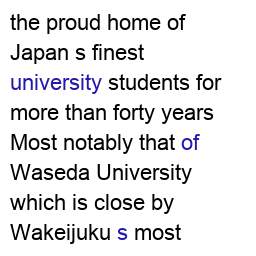 the proud home of
Japan s finest
university students for
more than forty years
Most notably that of
Waseda University
which is close by
Wakeijuku s most